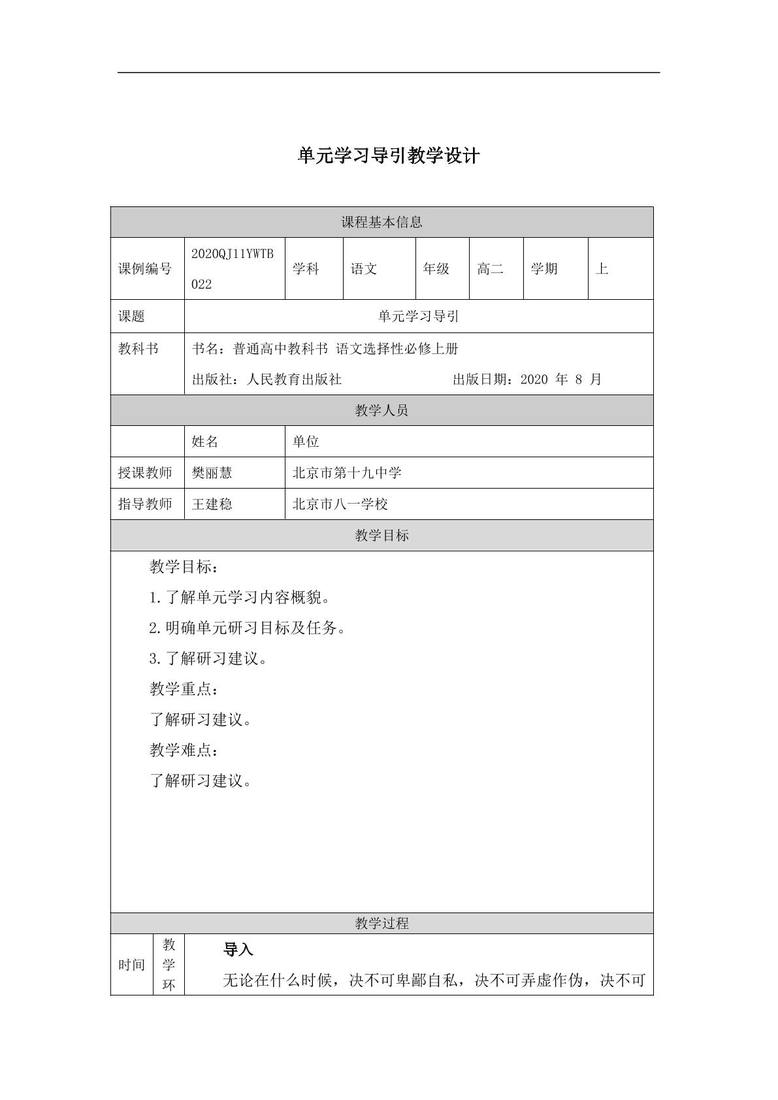 单元学习导引教学设计
课程基本信息
课例编号 2020QJ11YWTB022 学科 语文 年级 高二 学期 上
课题 单元学习导引
教科书 书名：普通高中教科书 语文选择性必修上册
出版社：人民教育出版社 出版日期：2020 年 8 月
教学人员
姓名 单位
授课教师 樊丽慧 北京市第十九中学
指导教师 王建稳 北京市八一学校
教学目标
教学目标：
1.了解单元学习内容概貌。
2.明确单元研习目标及任务。
3.了解研习建议。
教学重点：
了解研习建议。
教学难点：
了解研习建议。
教学过程
时间 教学环 导入
无论在什么时候，决不可卑鄙自私，决不可弄虚作伪，决不可